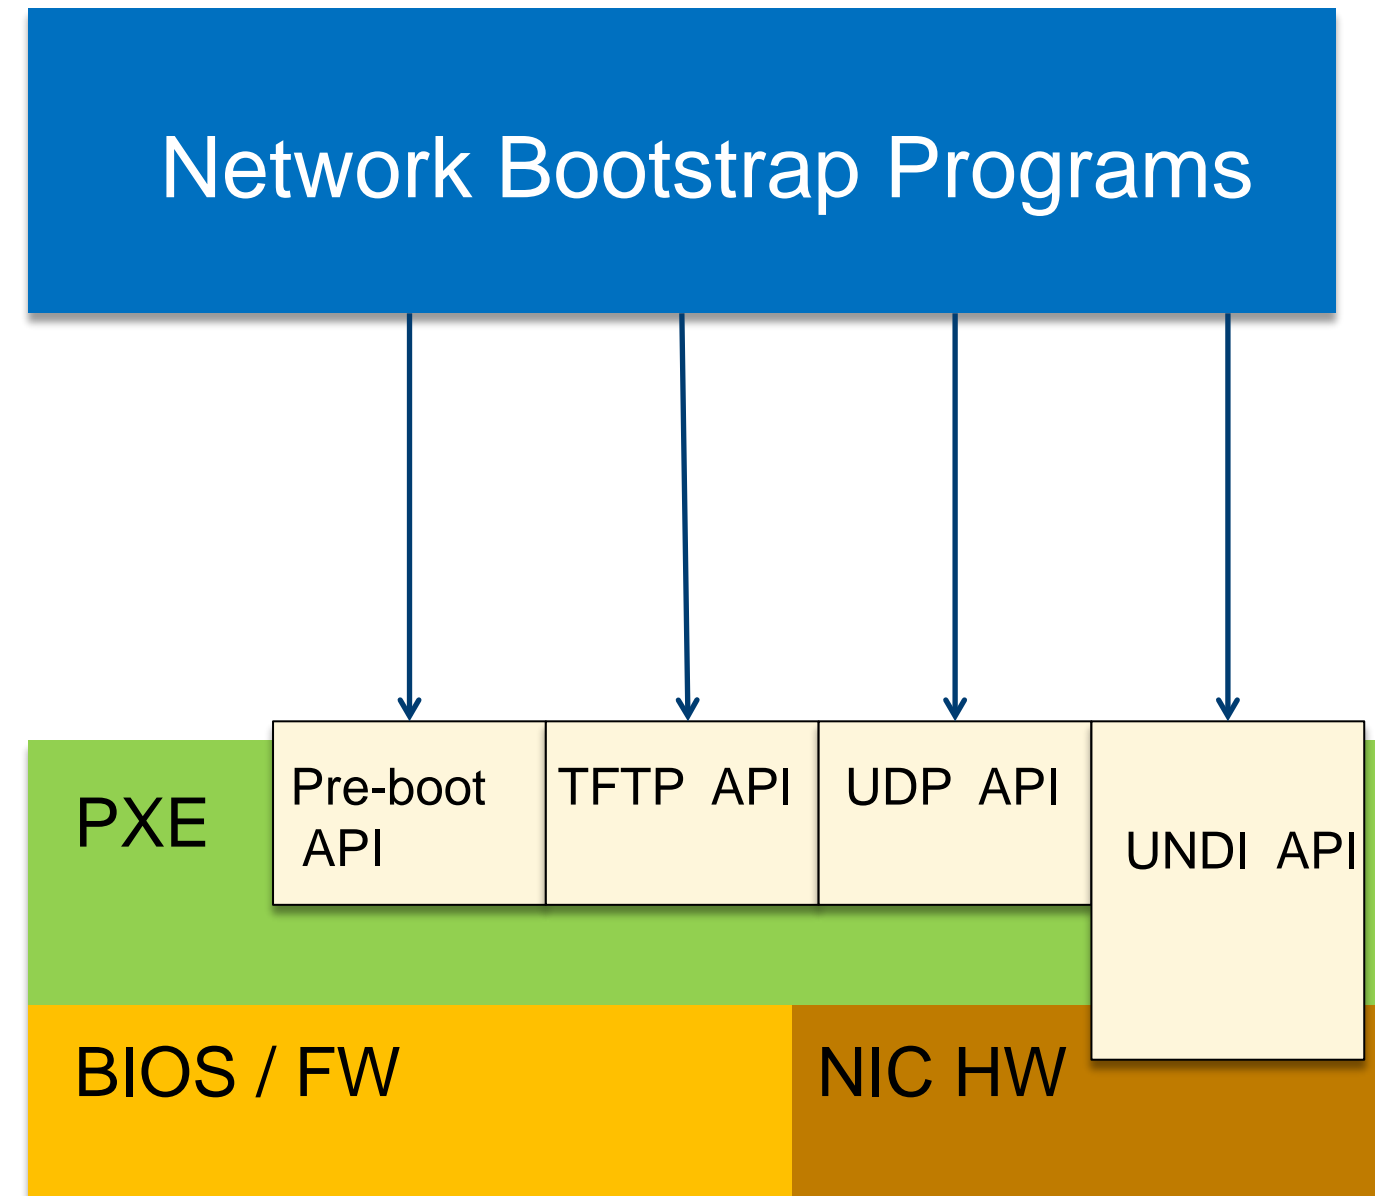 Network Bootstrap Programs
PXE
Pre-boot
API
TFTP API
UDP API
UNDI API
BIOS / FW
NIC HW